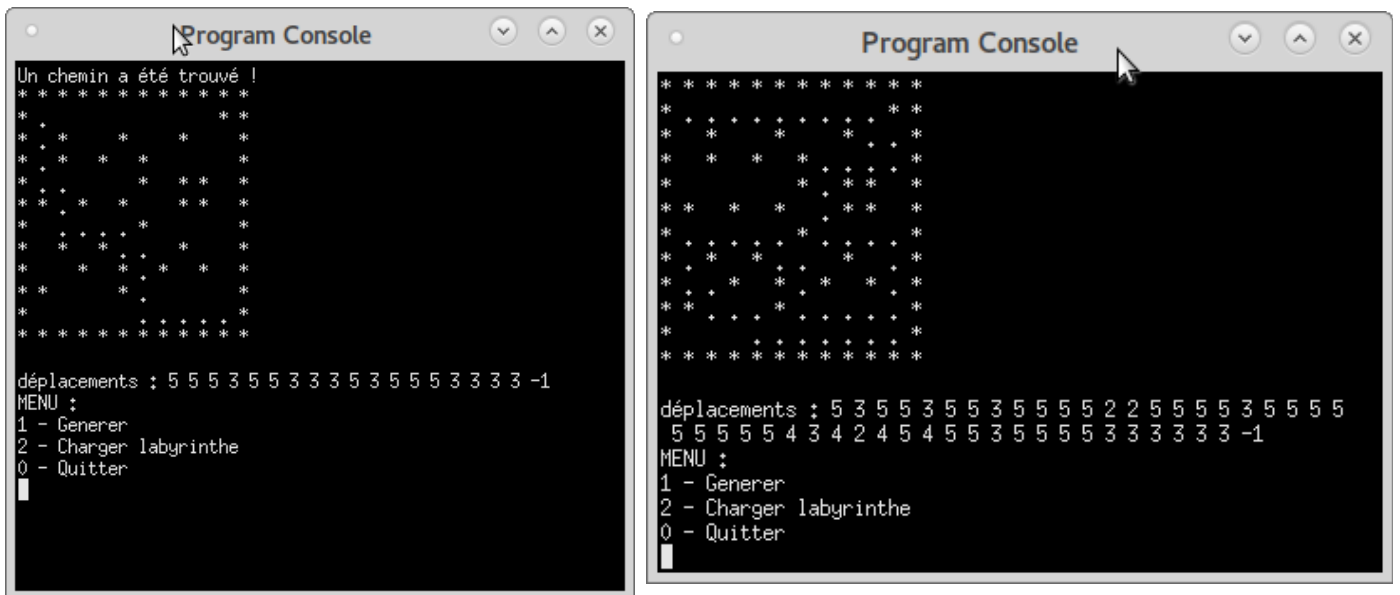 Program Console
Un chemin a été trouvé !
* * * * * * * * * * * *
* . * *
* . * * * *
* . * * * *
* . . * * * *
* * . * * * * *
* . . . . * *
* * * . . * *
* * * . * * *
* * * . *
* . . . . . *
* * * * * * * * * * * *
déplacements : 5 5 5 3 5 5 3 3 3 5 3 5 5 5 3 3 3 3 -1
MENU :
1 - Generer
2 - Charger labyrinthe
0 - Quitter
Program Console
* * * * * * * * * * * *
* . . . . . . . . . * *
* * * * . . *
* * * * . . . . *
* * . * * *
* * * * . * * *
* . . . . . * . . . . . *
* . * * . . * . *
* . . * * . * . *
* * . . . * . . . . . *
* . . . . . . . *
* * * * * * * * * * * *
déplacements : 5 3 5 5 3 5 5 3 5 5 5 5 2 2 5 5 5 5 3 5 5 5 5
5 5 5 5 5 4 3 4 2 4 5 4 5 5 3 5 5 5 5 3 3 3 3 3 3 -1
MENU :
1 - Generer
2 - Charger labyrinthe
0 - Quitter